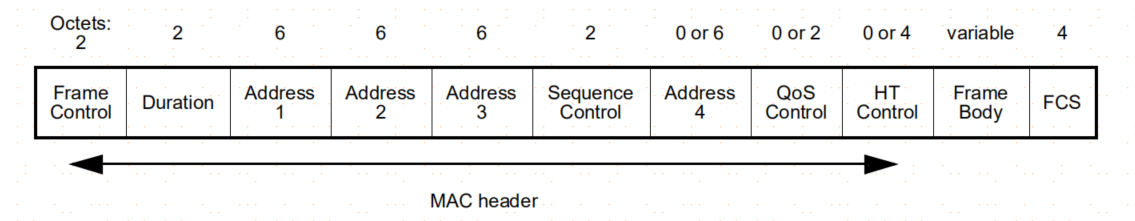 Octets:
2 2 6 6 6 2 0 or 6 0 or 2 0 or 4 variable 4
Frame Control
Duration
Address 1
Address 2
Address 3
Sequence Control
Address 4
QoS Control
HT Control
Frame Body
FCS
MAC header